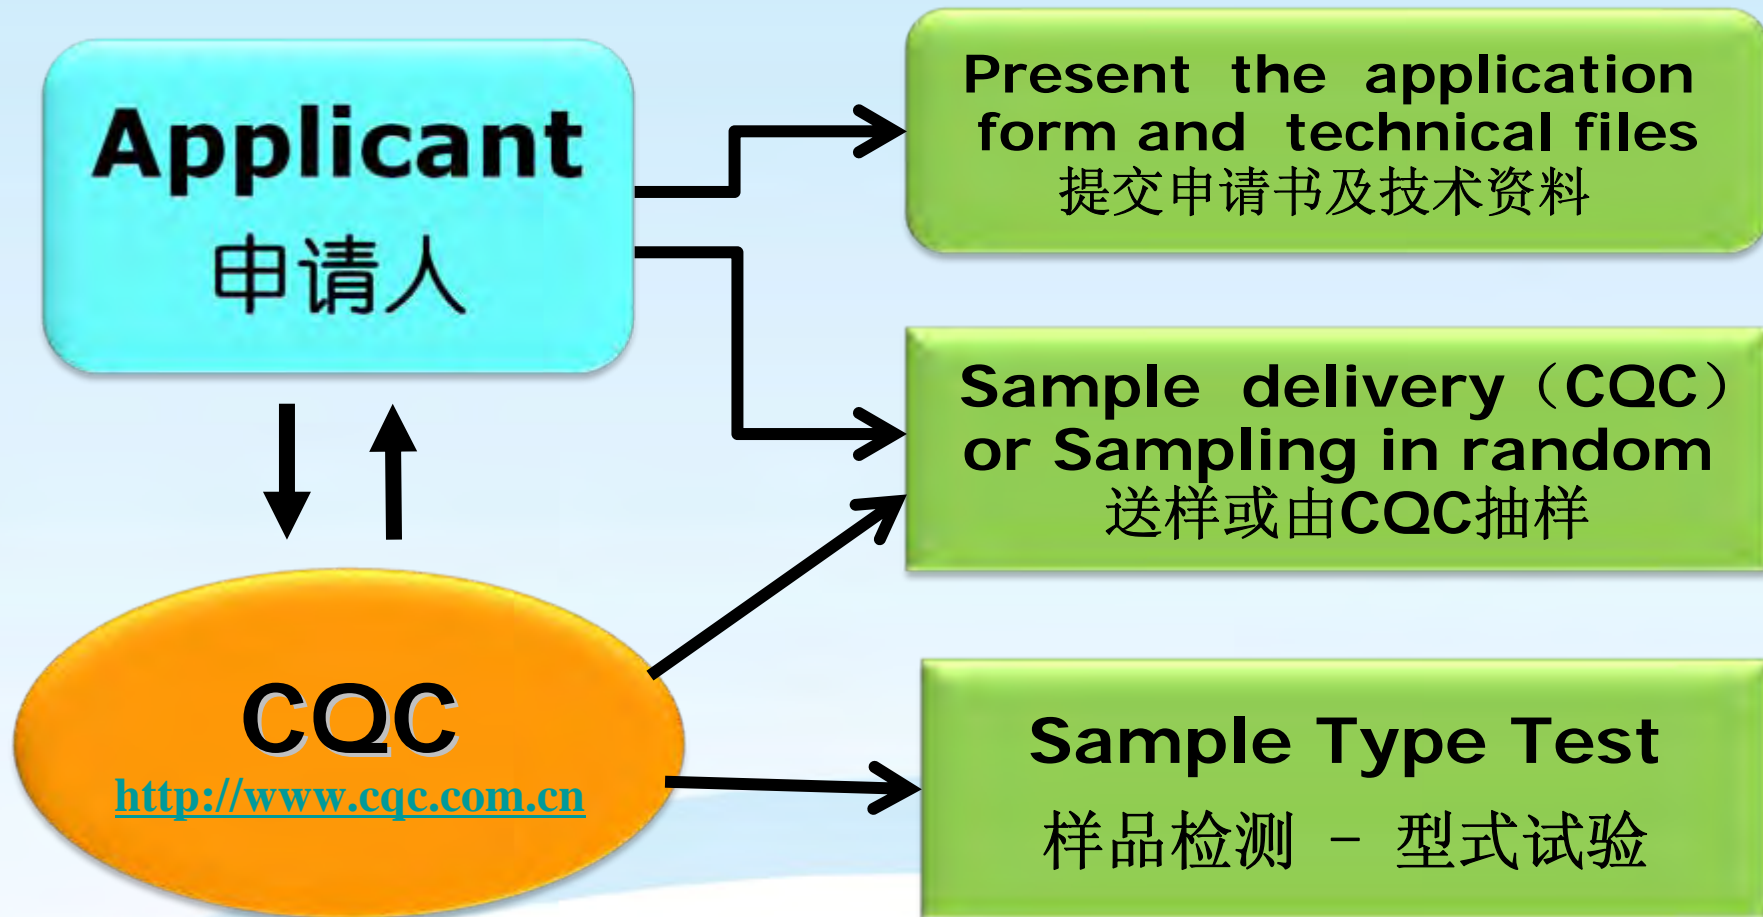 Applicant
申请人
Present the application
form and technical files
提交申请书及技术资料
Sample delivery（CQC）
or Sampling in random
送样或由CQC抽样
CQC
http://www.cqc.com.cn
Sample Type Test
样品检测 － 型式试验